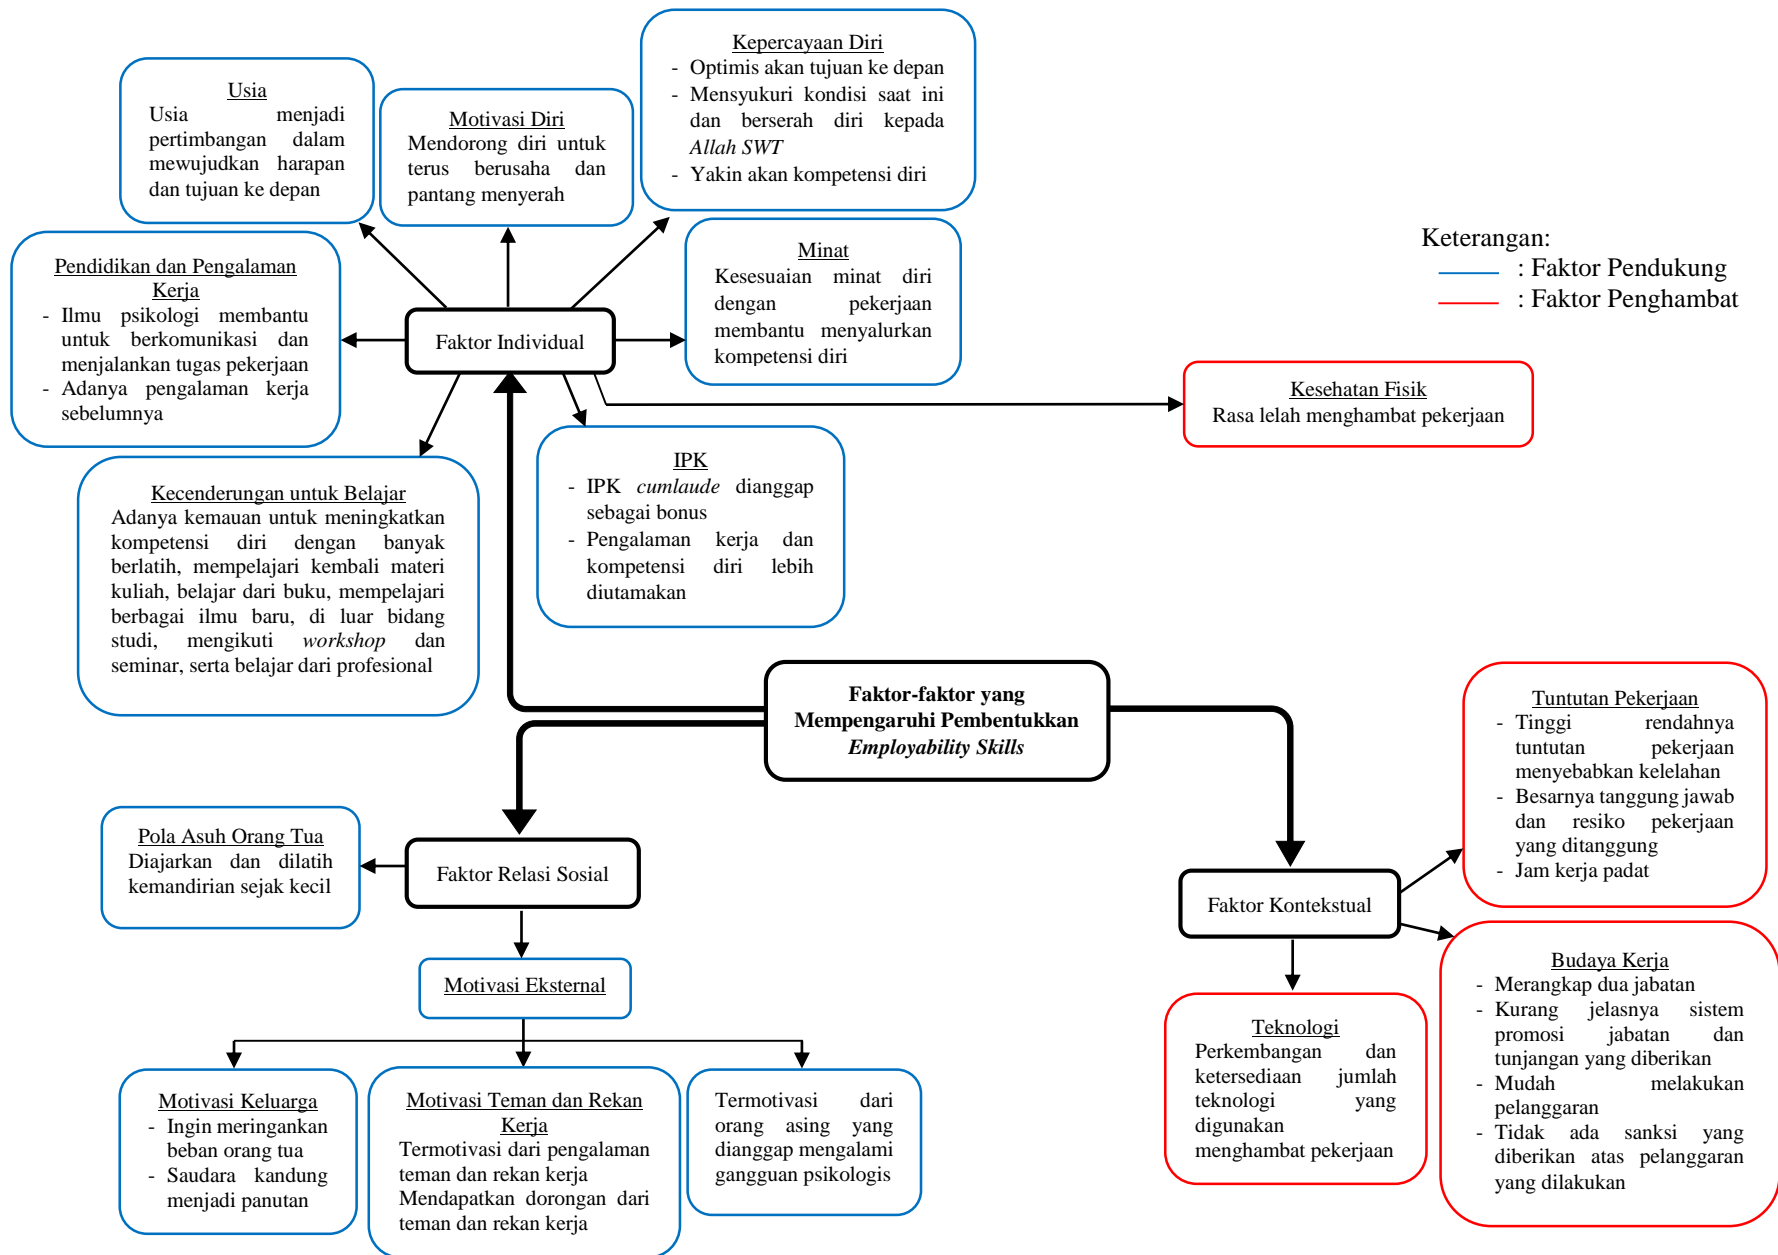 Kepercayaan Diri
- Optimis akan tujuan ke depan
- Mensyukuri kondisi saat ini
dan berserah diri kepada
Allah SWT
- Yakin akan kompetensi diri
Usia
Usia menjadi
pertimbangan dalam
mewujudkan harapan
dan tujuan ke depan
Motivasi Diri
Mendorong diri untuk
terus berusaha dan
pantang menyerah
Pendidikan dan Pengalaman
Kerja
- Ilmu psikologi membantu
untuk berkomunikasi dan
menjalankan tugas pekerjaan
- Adanya pengalaman kerja
sebelumnya
Faktor Individual
Minat
Kesesuaian minat diri
dengan pekerjaan
membantu menyalurkan
kompetensi diri
Keterangan:
: Faktor Pendukung
: Faktor Penghambat
Kesehatan Fisik
Rasa lelah menghambat pekerjaan
Kecenderungan untuk Belajar
Adanya kemauan untuk meningkatkan
kompetensi diri dengan banyak
berlatih, mempelajari kembali materi
kuliah, belajar dari buku, mempelajari
berbagai ilmu baru, di luar bidang
studi, mengikuti workshop dan
seminar, serta belajar dari profesional
IPK
- IPK cumlaude dianggap
sebagai bonus
- Pengalaman kerja dan
kompetensi diri lebih
diutamakan
Faktor-faktor yang
Mempengaruhi Pembentukkan
Employability Skills
Tuntutan Pekerjaan
- Tinggi rendahnya
tuntutan pekerjaan
menyebabkan kelelahan
- Besarnya tanggung jawab
dan resiko pekerjaan
yang ditanggung
- Jam kerja padat
Pola Asuh Orang Tua
Diajarkan dan dilatih
kemandirian sejak kecil
Faktor Relasi Sosial
Faktor Kontekstual
Motivasi Eksternal
Budaya Kerja
- Merangkap dua jabatan
- Kurang jelasnya sistem
promosi jabatan dan
tunjangan yang diberikan
- Mudah melakukan
pelanggaran
- Tidak ada sanksi yang
diberikan atas pelanggaran
yang dilakukan
Teknologi
Perkembangan dan
ketersediaan jumlah
teknologi yang
digunakan
menghambat pekerjaan
Motivasi Keluarga
- Ingin meringankan
beban orang tua
- Saudara kandung
menjadi panutan
Motivasi Teman dan Rekan
Kerja
Termotivasi dari pengalaman
teman dan rekan kerja
Mendapatkan dorongan dari
teman dan rekan kerja
Termotivasi dari
orang asing yang
dianggap mengalami
gangguan psikologis